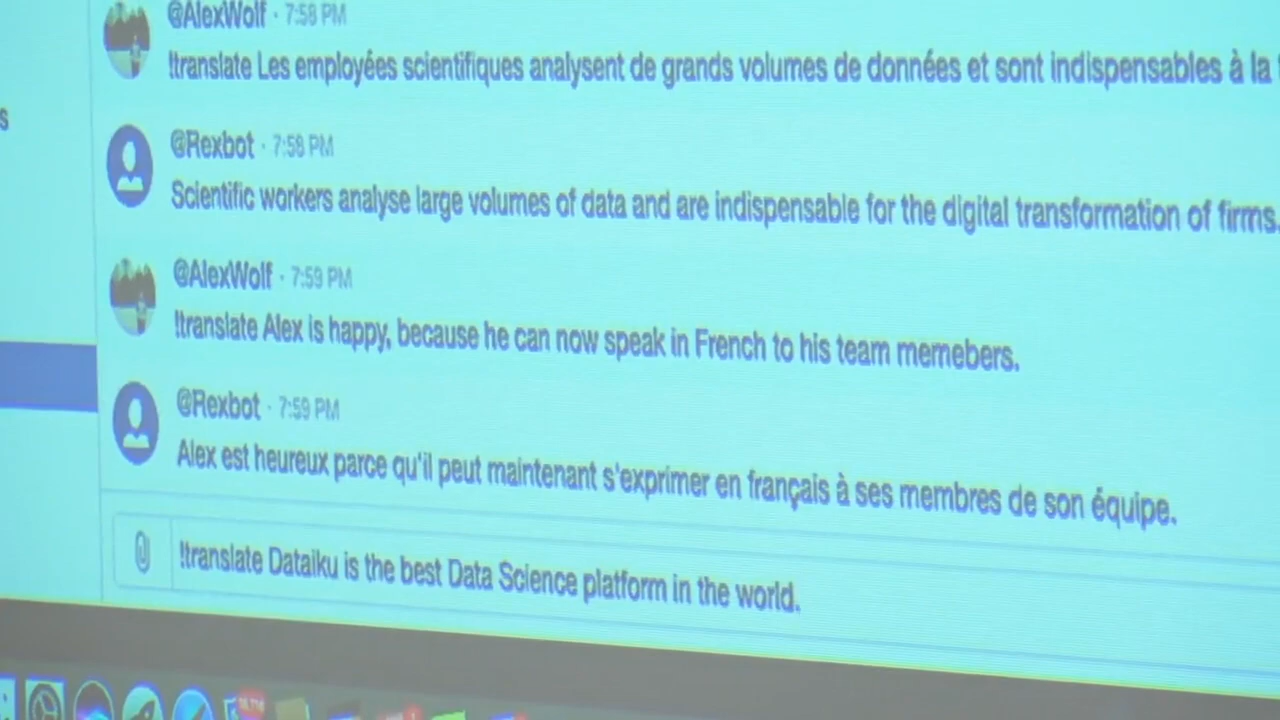 @AlexWolf · 7:58 PM
!translate Les employées scientifiques analysent de grands volumes de données et sont indispensables à la
s
@Rexbot · 7:58 PM
Scientific workers analyse large volumes of data and are indispensable for the digital transformation of firms.
@AlexWolf · 7:59 PM
!translate Alex is happy, because he can now speak in French to his team memebers.
@Rexbot · 7:59 PM
Alex est heureux parce qu'il peut maintenant s'exprimer en français à ses membres de son équipe.
!translate Dataiku is the best Data Science platform in the world.